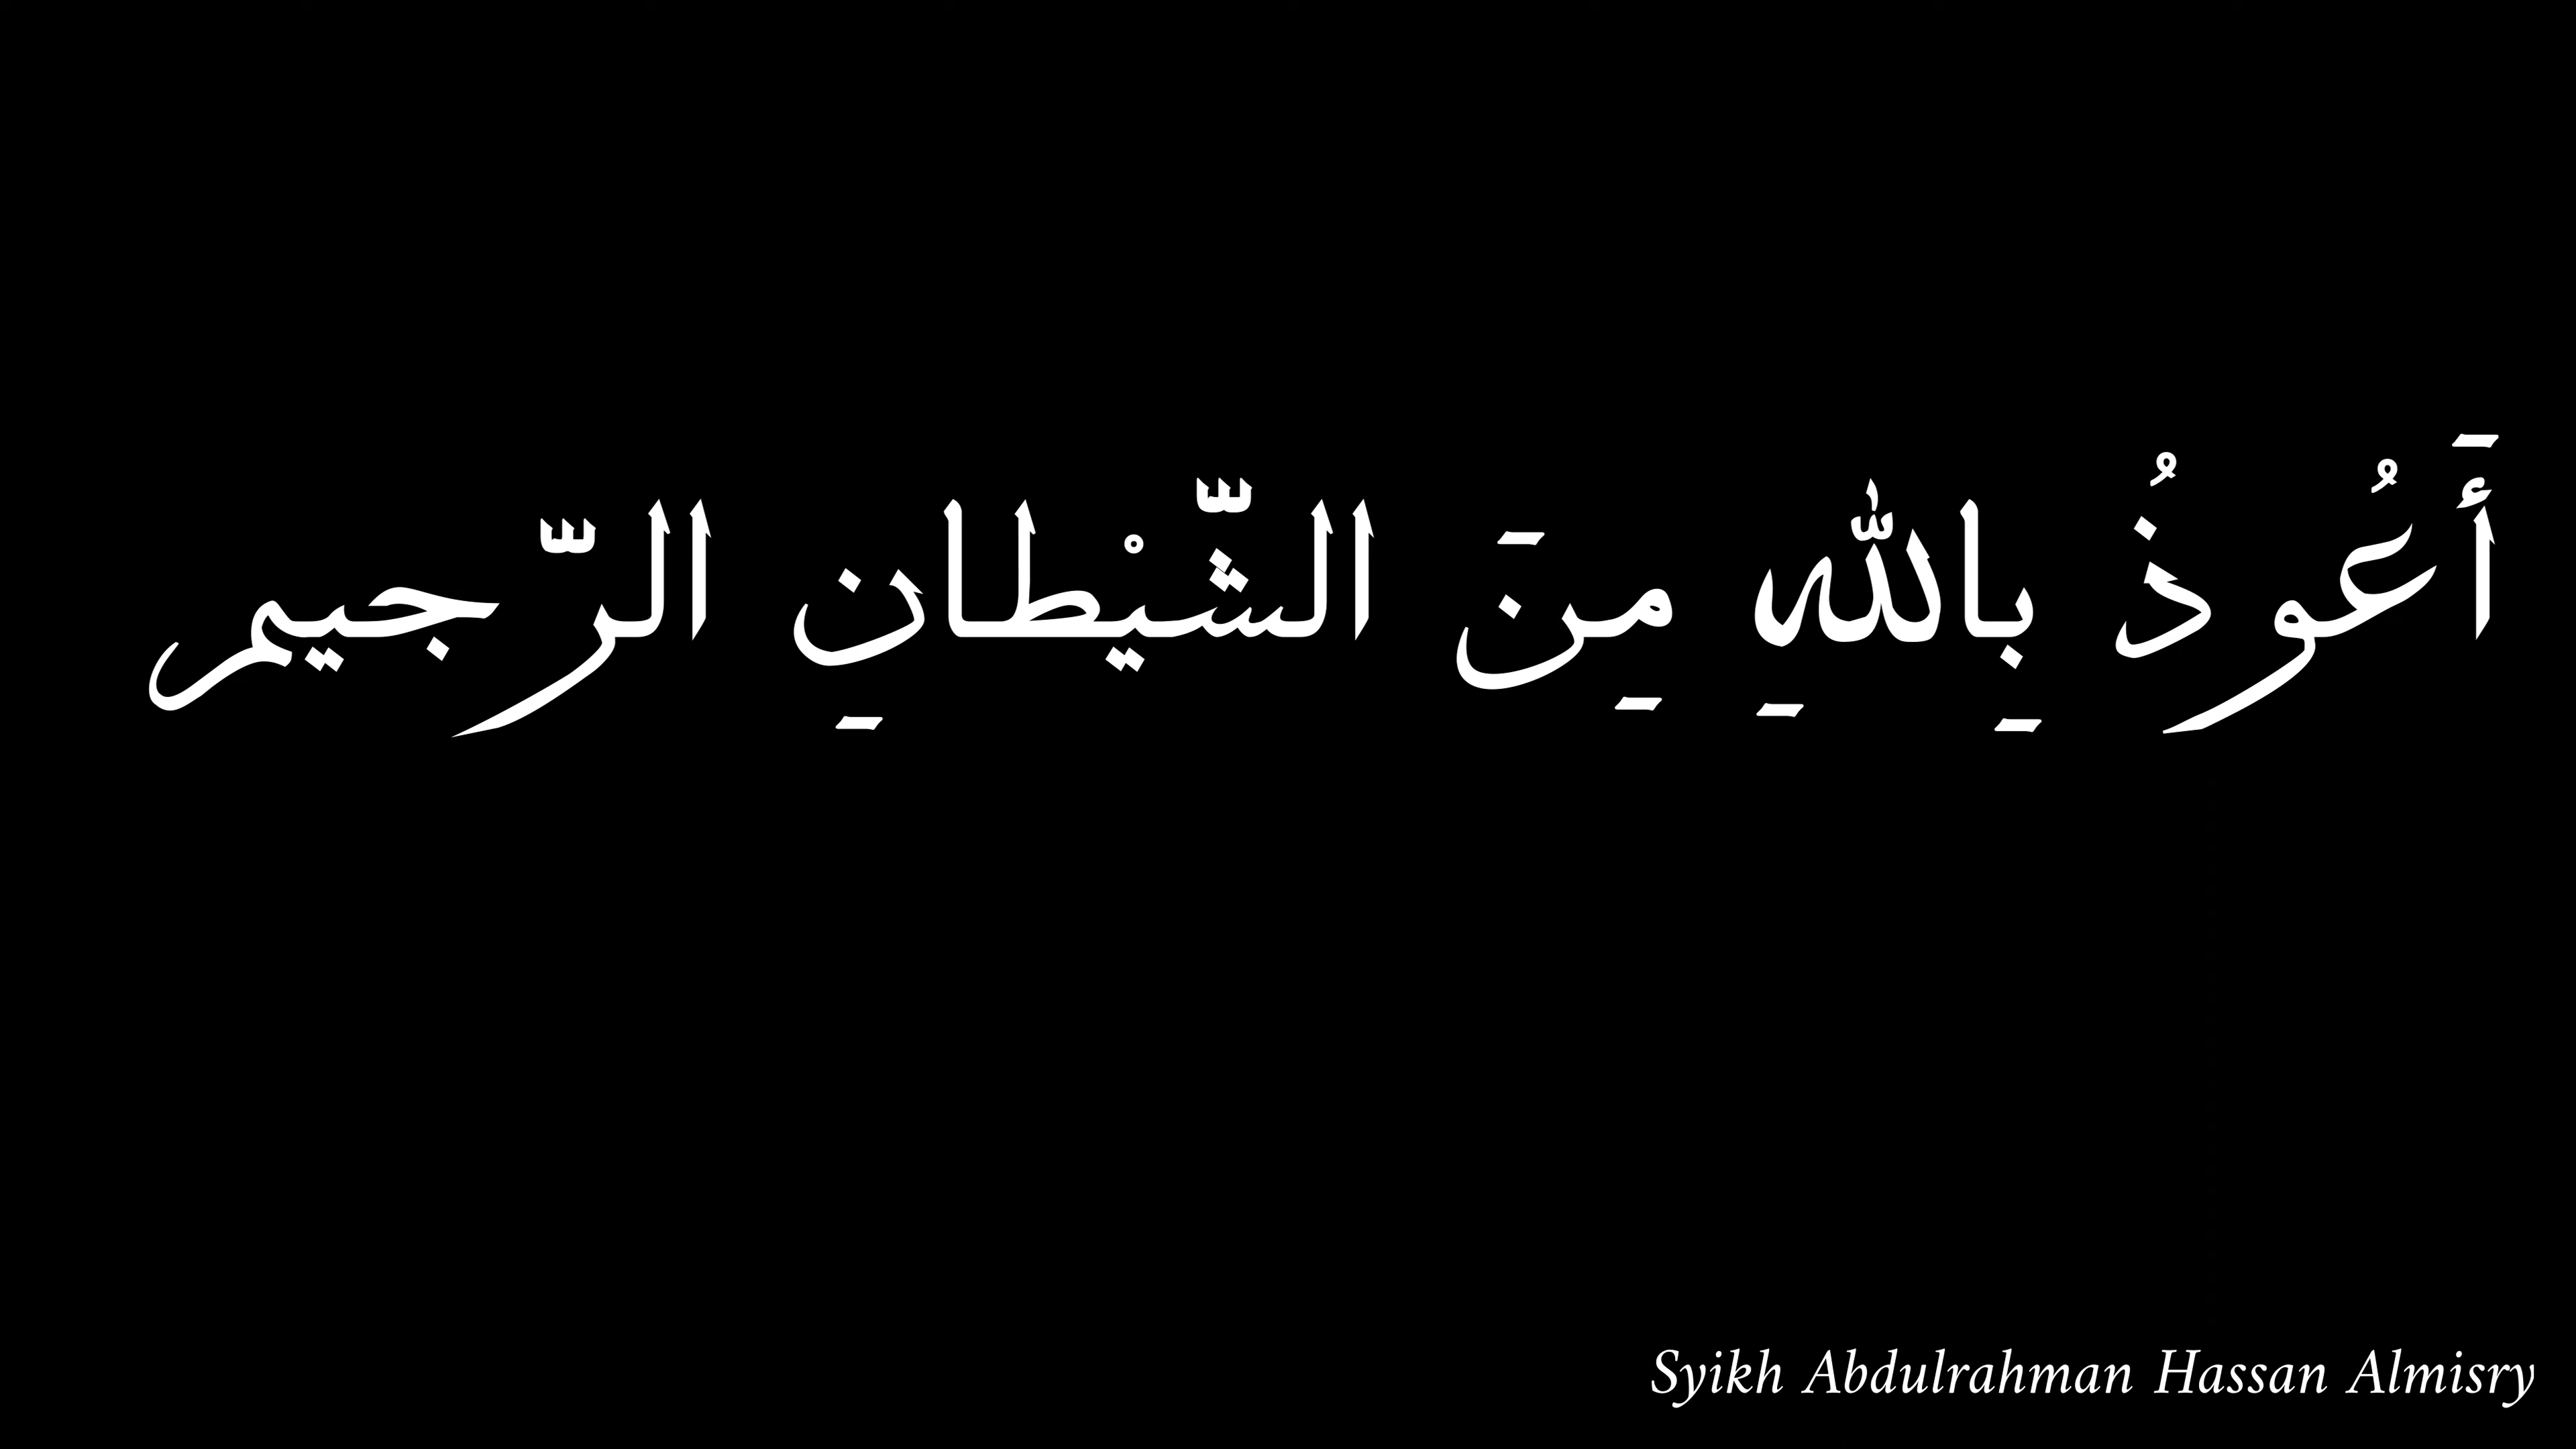 أَعُوذُ بِاللهِ مِنَ الشّيْطانِ الرّجيم
Syikh Abdulrahman Hassan Almisry